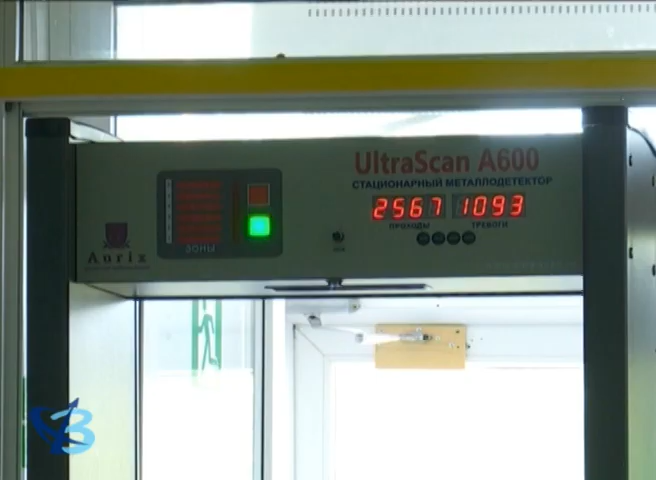 UltraScan A600
СТАЦИОНАРНЫЙ МЕТАЛЛОДЕТЕКТОР
2567 1093
ПРОХОДЫ ТРЕВОГИ
ЗОНЫ
Aurix
В